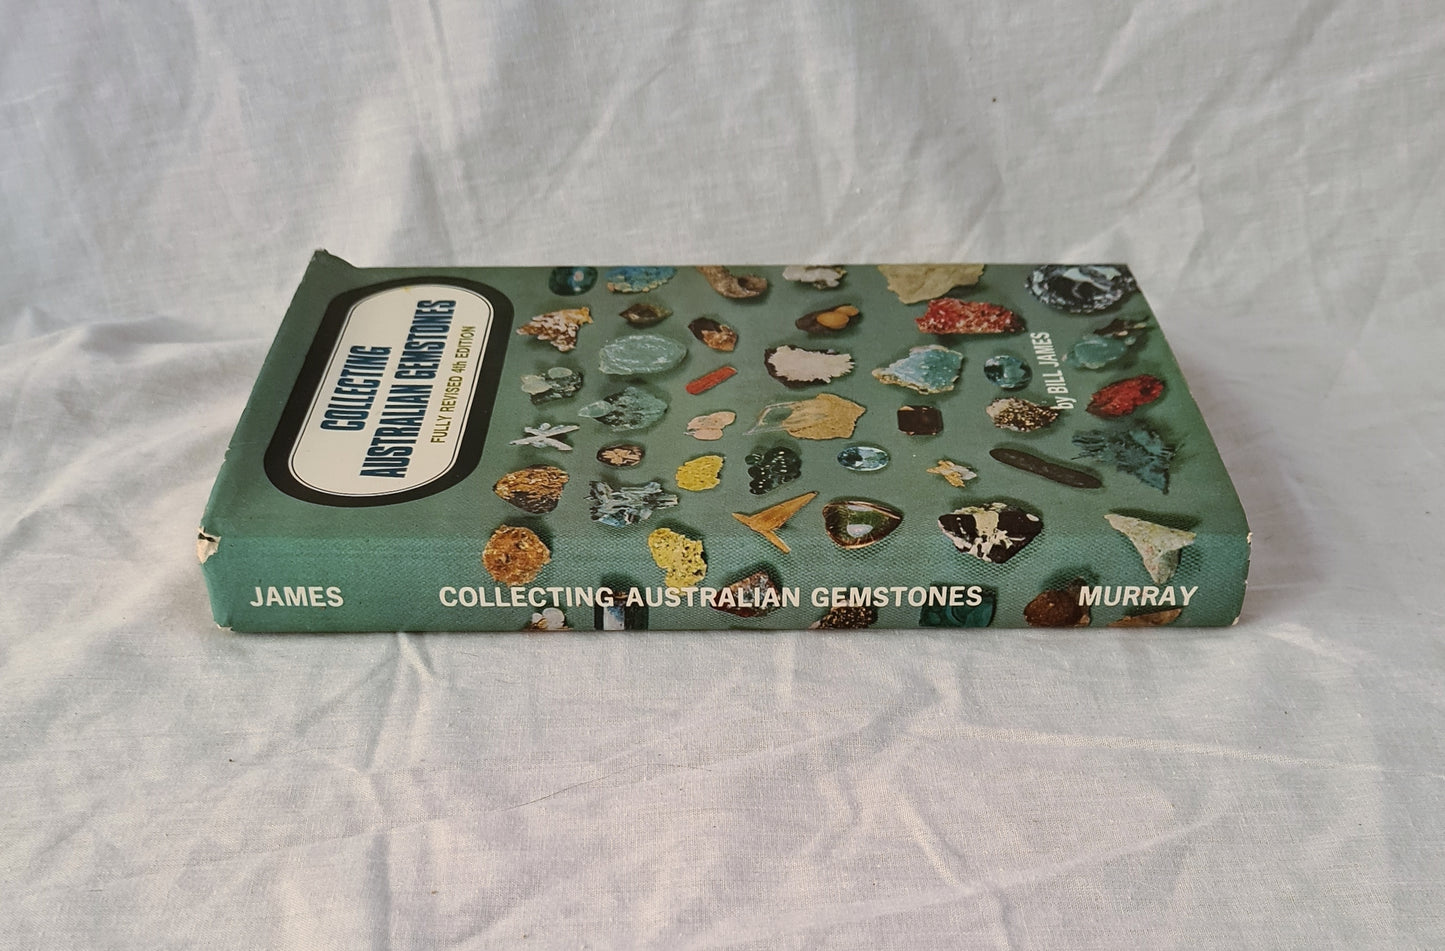 COLLECTING
AUSTRALIAN GEMSTONES
FULLY REVISED 4th EDITION
by BILL JAMES
JAMES COLLECTING AUSTRALIAN GEMSTONES MURRAY